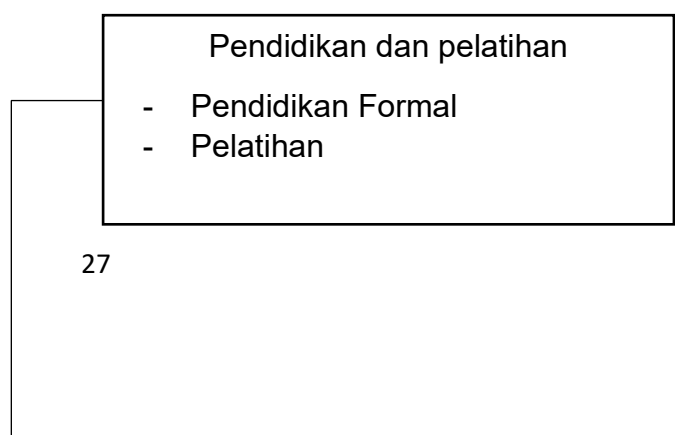 Pendidikan dan pelatihan
- Pendidikan Formal
- Pelatihan
27